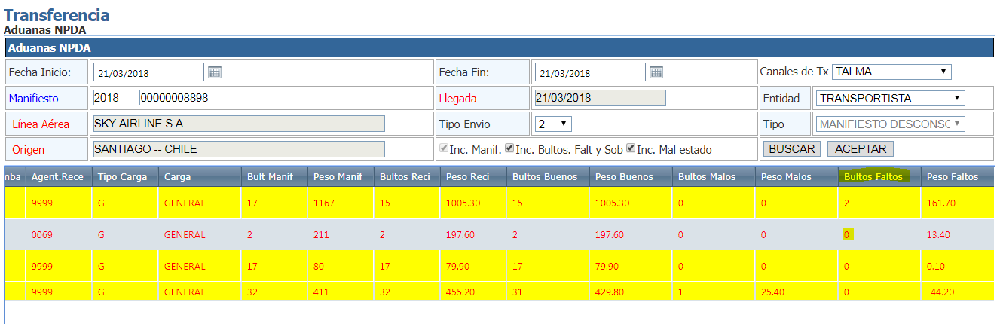 Transferencia
Aduanas NPDA
Aduanas NPDA
Fecha Inicio: 21/03/2018 Fecha Fin: 21/03/2018 Canales de Tx TALMA
Manifiesto 2018 00000008898 Llegada 21/03/2018 Entidad TRANSPORTISTA
Línea Aérea SKY AIRLINE S.A. Tipo Envio 2 Tipo MANIFIESTO DESCONSC
Origen SANTIAGO -- CHILE Inc. Manif. Inc. Bultos. Falt y Sob Inc. Mal estado BUSCAR ACEPTAR
mba Agent.Rece Tipo Carga Carga Bult Manif Peso Manif Bultos Reci Peso Reci Bultos Buenos Peso Buenos Bultos Malos Peso Malos Bultos Faltos Peso Faltos
9999 G GENERAL 17 1167 15 1005.30 15 1005.30 0 0 2 161.70
0069 G GENERAL 2 211 2 197.60 2 197.60 0 0 0 13.40
9999 G GENERAL 17 80 17 79.90 17 79.90 0 0 0 0.10
9999 G GENERAL 32 411 32 455.20 31 429.80 1 25.40 0 -44.20